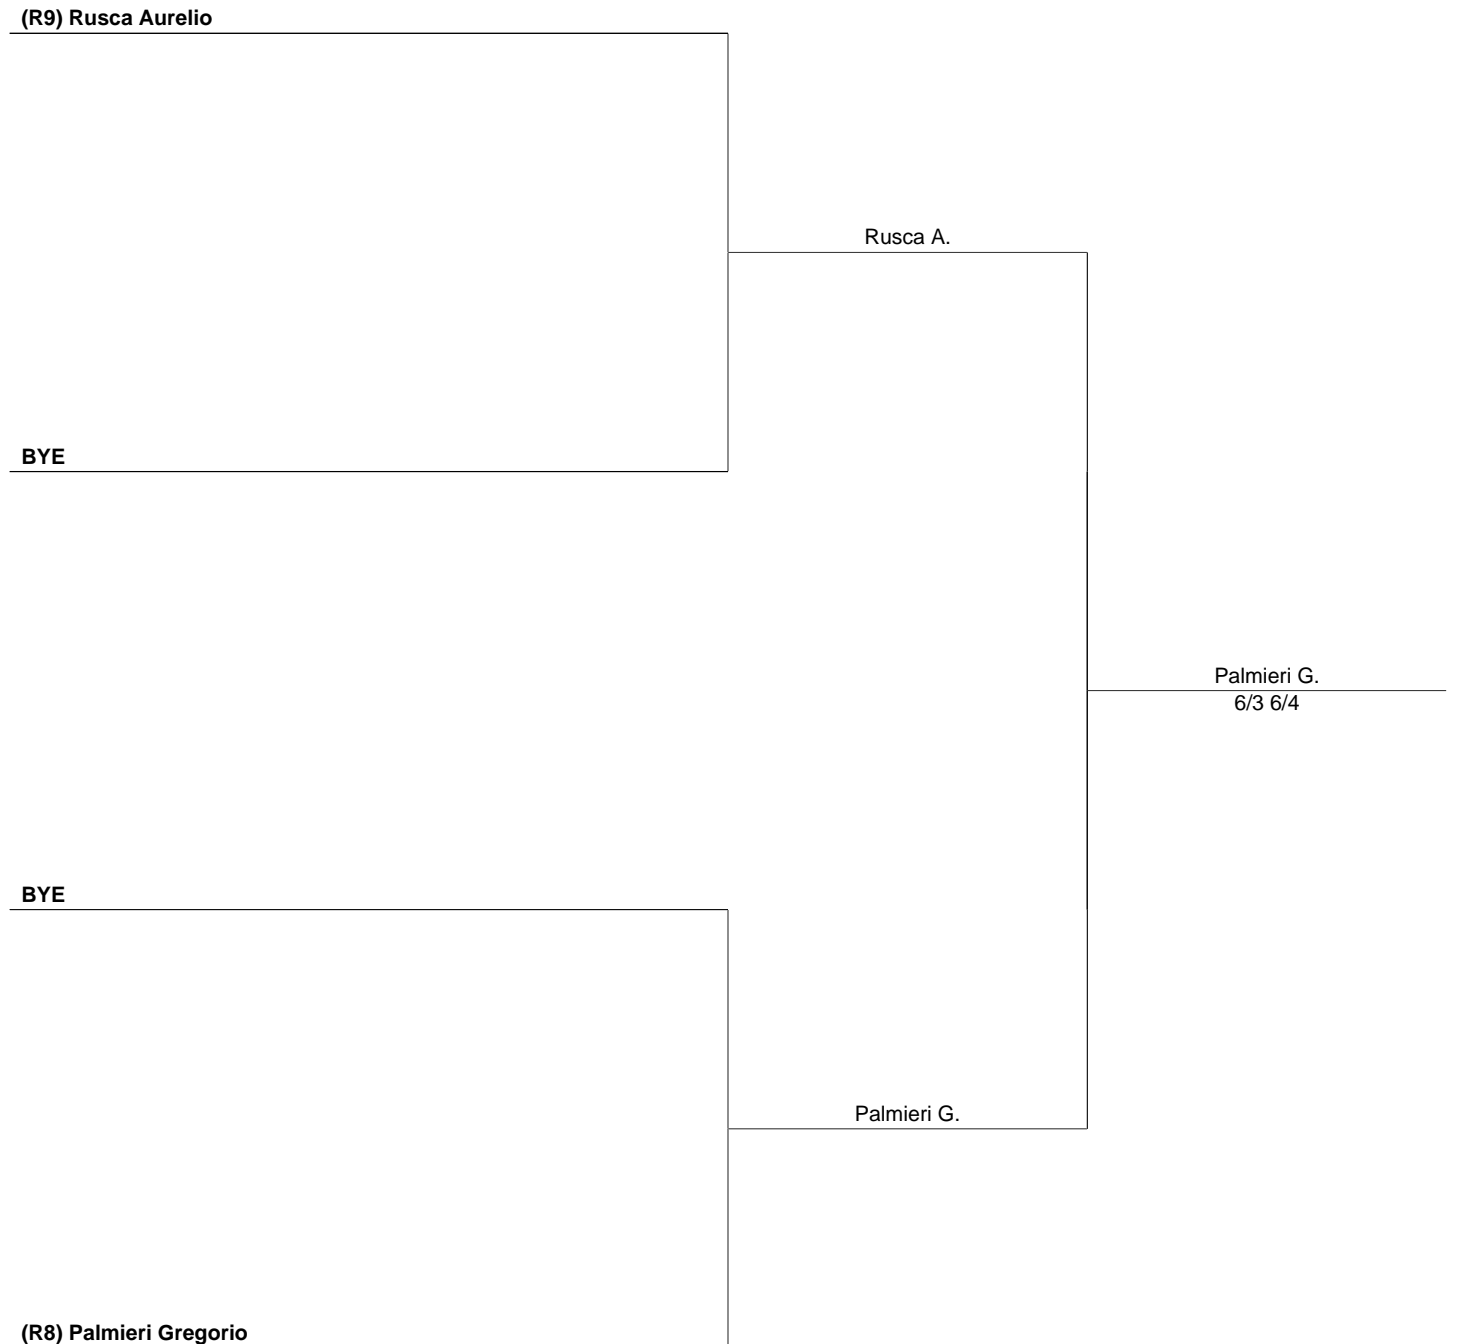 (R9) Rusca Aurelio
Rusca A.
BYE
Palmieri G.
6/3 6/4
BYE
Palmieri G.
(R8) Palmieri Gregorio